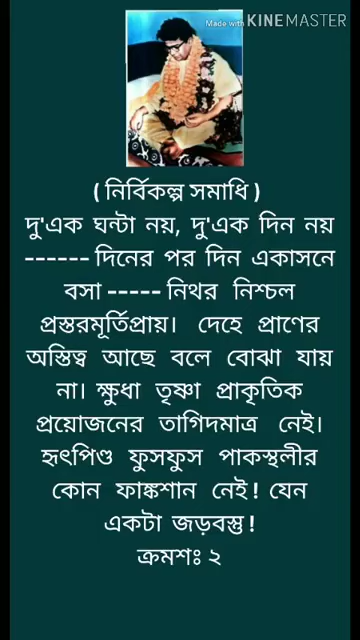 Made with KINEMASTER
( নির্বিকল্প সমাধি )
দু'এক ঘন্টা নয়, দু'এক দিন নয়
------ দিনের পর দিন একাসনে
বসা ----- নিথর নিশ্চল
প্রস্তরমূর্তিপ্রায়। দেহে প্রাণের
অস্তিত্ব আছে বলে বোঝা যায়
না। ক্ষুধা তৃষ্ণা প্রাকৃতিক
প্রয়োজনের তাগিদমাত্র নেই।
হৃৎপিণ্ড ফুসফুস পাকস্থলীর
কোন ফাঙ্কশান নেই ! যেন
একটা জড়বস্তু !
ক্রমশঃ ২